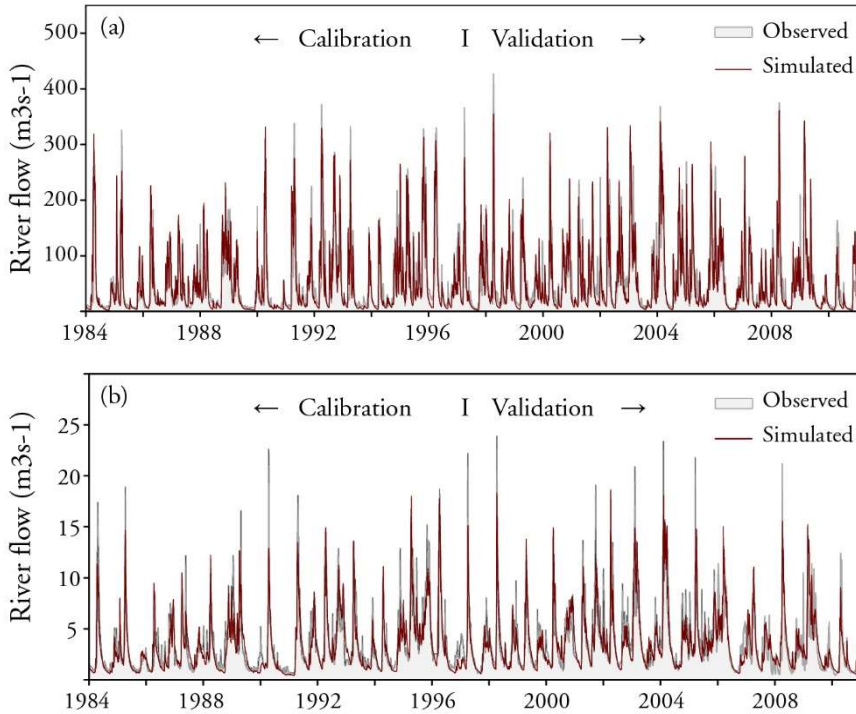 (a)
← Calibration I Validation →
Observed
Simulated
River flow (m3s-1)
500
400
300
200
100
1984 1988 1992 1996 2000 2004 2008
(b)
← Calibration I Validation →
Observed
Simulated
River flow (m3s-1)
25
20
15
10
5
1984 1988 1992 1996 2000 2004 2008